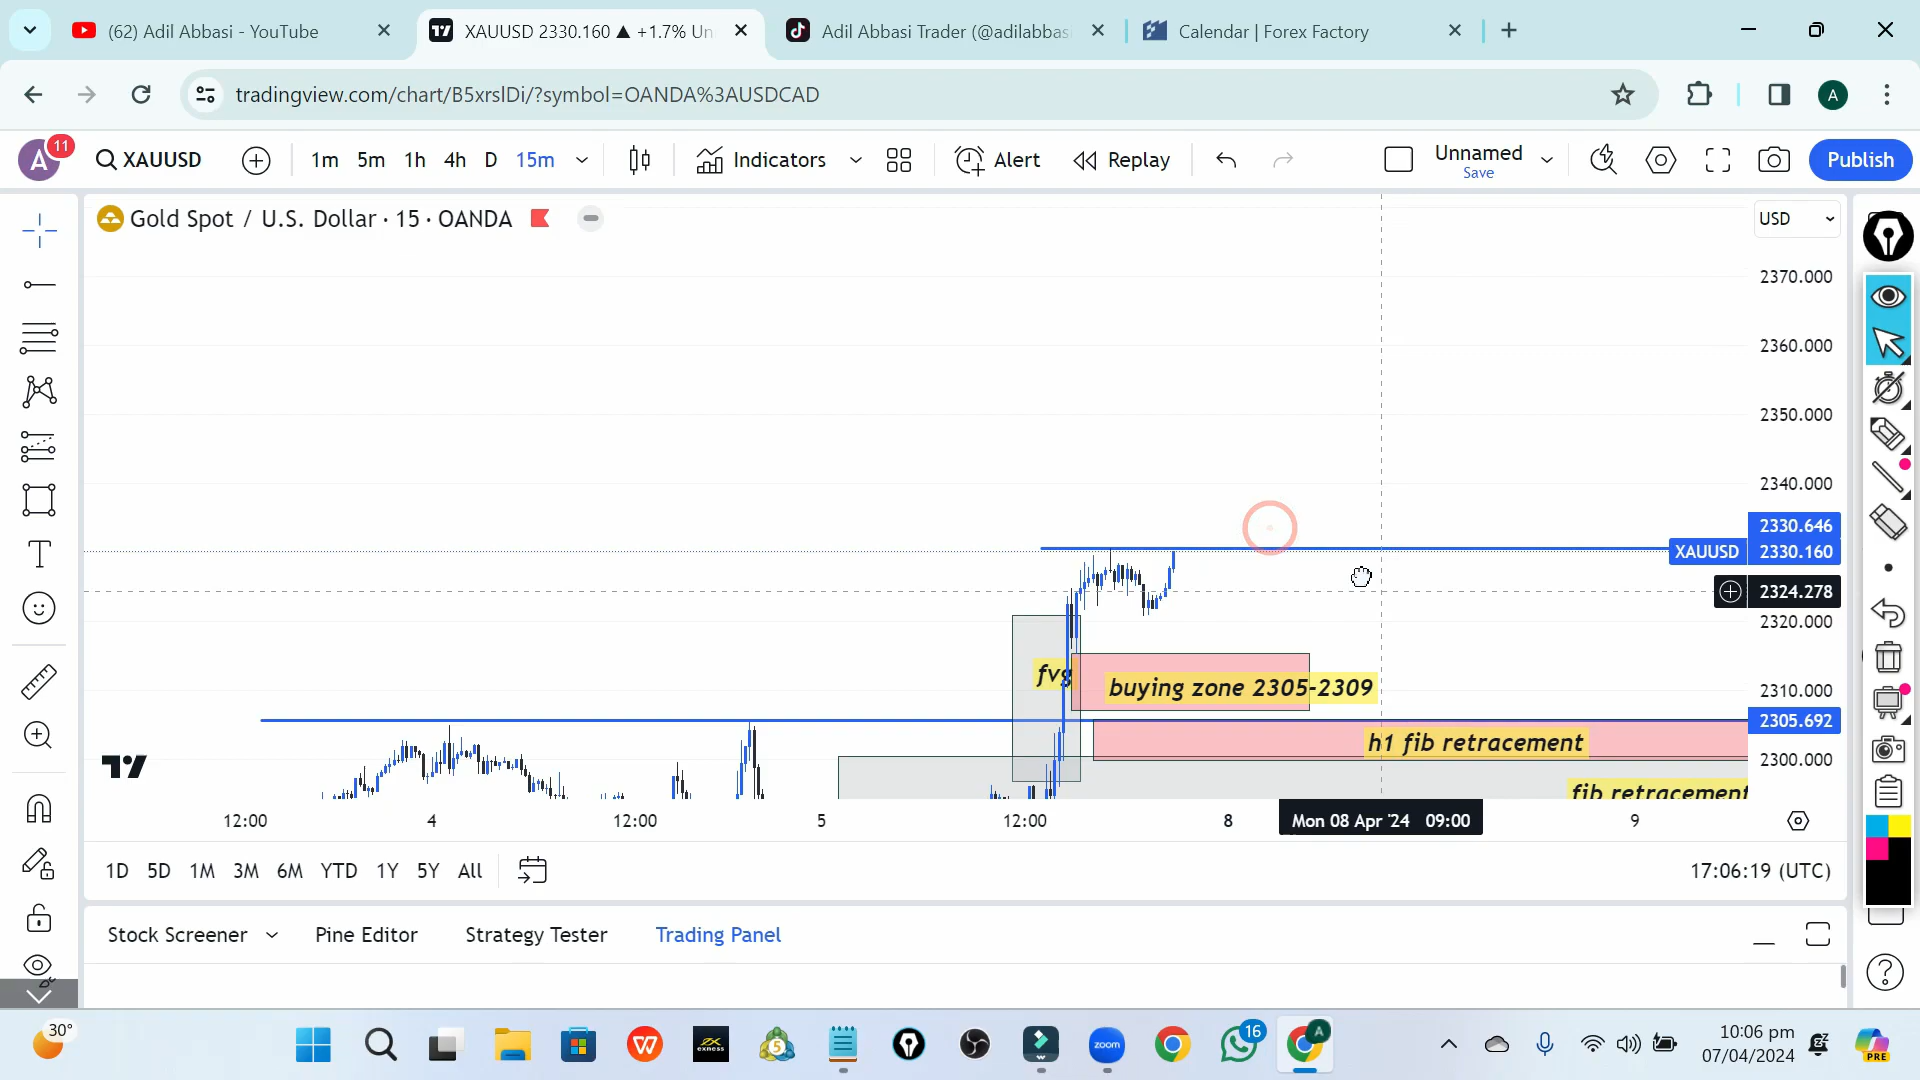 (62) Adil Abbasi - YouTube
XAUUSD 2330.160 ▲ +1.7% Un
Adil Abbasi Trader (@adilabbas
Calendar | Forex Factory
tradingview.com/chart/B5xrslDi/?symbol=OANDA%3AUSDCAD
A
A 11
XAUUSD
1m 5m 1h 4h D 15m
Indicators
Alert
Replay
Unnamed
Save
Publish
Gold Spot / U.S. Dollar · 15 · OANDA
USD
2370.000
2360.000
2350.000
2340.000
2330.646
XAUUSD 2330.160
2324.278
2320.000
fvg
buying zone 2305-2309
2310.000
2305.692
h1 fib retracement
2300.000
fib retracement
12:00 4 12:00 5 12:00 8 Mon 08 Apr '24 09:00 9
1D 5D 1M 3M 6M YTD 1Y 5Y All
17:06:19 (UTC)
Stock Screener
Pine Editor
Strategy Tester
Trading Panel
30°
exness
5
zoom
16
A
10:06 pm
07/04/2024
PRE